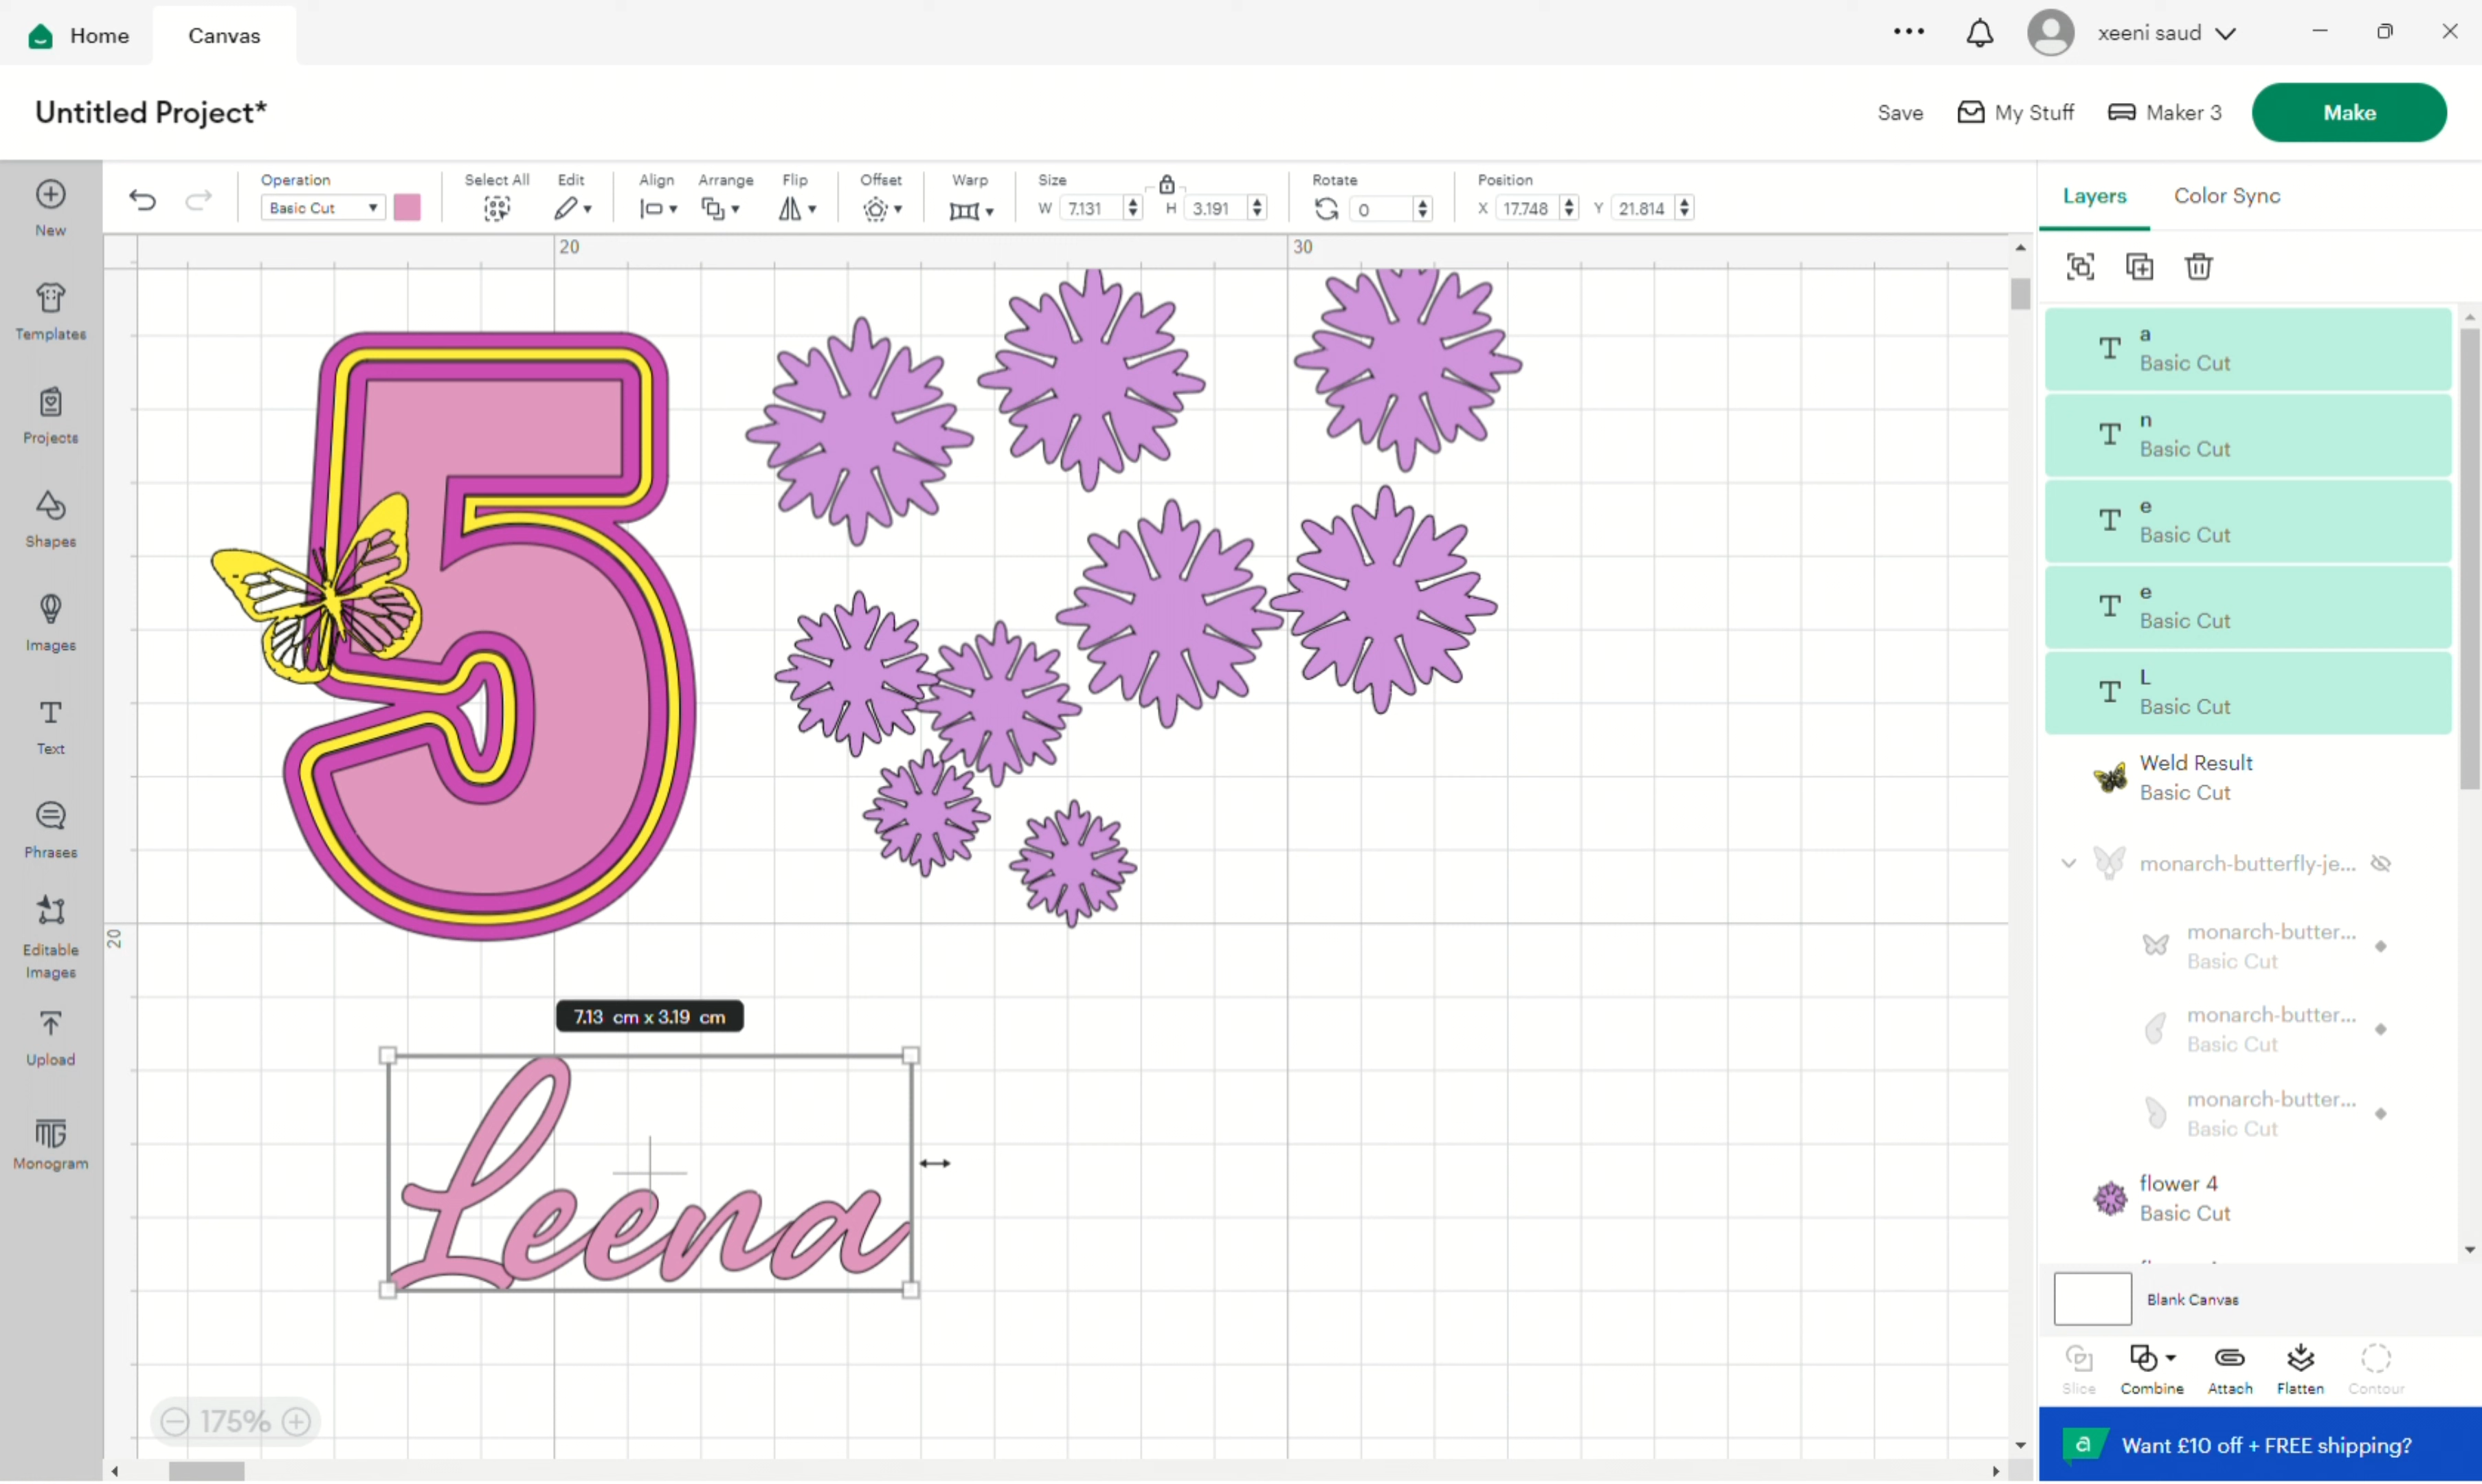 Home
Canvas
xeeni saud
Untitled Project*
Save
My Stuff
Maker 3
Make
New
Templates
Projects
Shapes
Images
Text
Phrases
Editable
Images
Upload
MG
Monogram
Operation
Basic Cut
Select All
Edit
Align
Arrange
Flip
Offset
Warp
Size
W 7.131
H 3.191
Rotate
0
Position
X 17.748
Y 21.814
20
30
20
5
7.13 cm x 3.19 cm
Leena
175%
Layers
Color Sync
a
Basic Cut
n
Basic Cut
e
Basic Cut
e
Basic Cut
L
Basic Cut
Weld Result
Basic Cut
monarch-butterfly-je...
monarch-butter...
Basic Cut
monarch-butter...
Basic Cut
monarch-butter...
Basic Cut
flower 4
Basic Cut
Blank Canvas
Slice
Combine
Attach
Flatten
Contour
a
Want £10 off + FREE shipping?